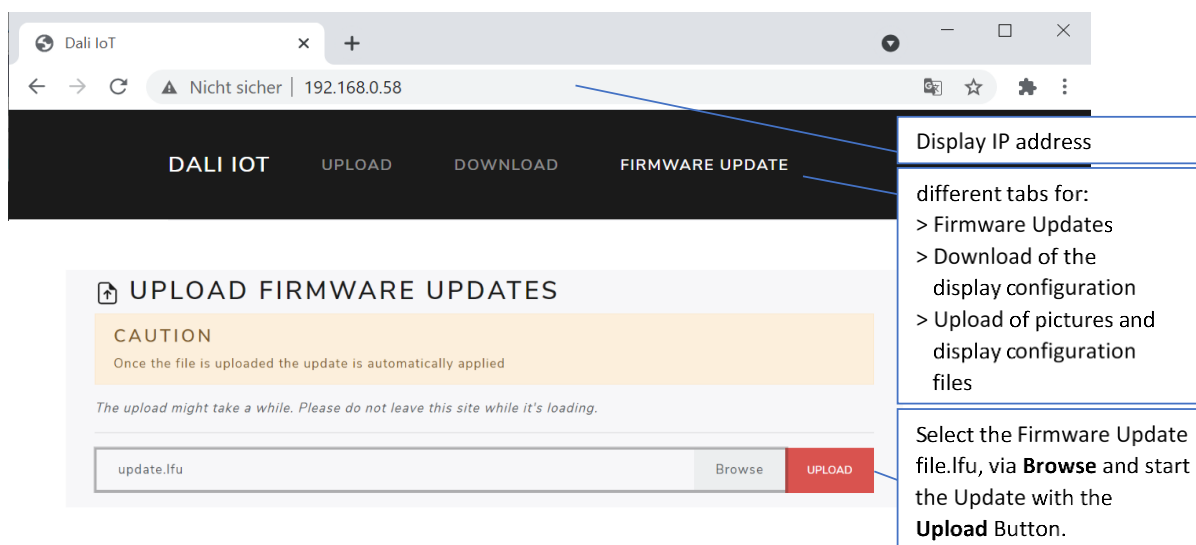 Dali IoT
Nicht sicher | 192.168.0.58
DALI IOT UPLOAD DOWNLOAD FIRMWARE UPDATE
Display IP address
different tabs for:
> Firmware Updates
> Download of the
display configuration
> Upload of pictures and
display configuration
files
UPLOAD FIRMWARE UPDATES
CAUTION
Once the file is uploaded the update is automatically applied
The upload might take a while. Please do not leave this site while it's loading.
update.lfu Browse UPLOAD
Select the Firmware Update
file.lfu, via Browse and start
the Update with the
Upload Button.